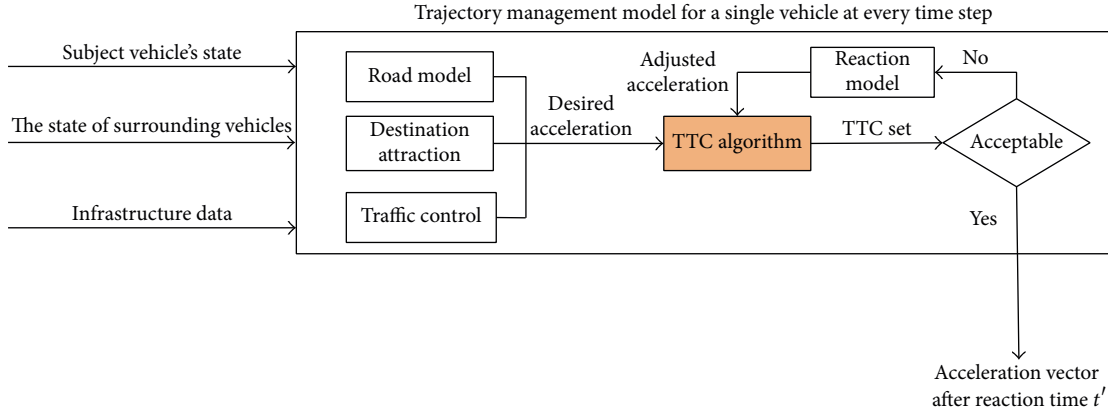 Trajectory management model for a single vehicle at every time step
Subject vehicle's state
The state of surrounding vehicles
Infrastructure data
Road model
Destination
attraction
Traffic control
Desired
acceleration
Adjusted
acceleration
TTC algorithm
Reaction
model
TTC set
No
Acceptable
Yes
Acceleration vector
after reaction time t′